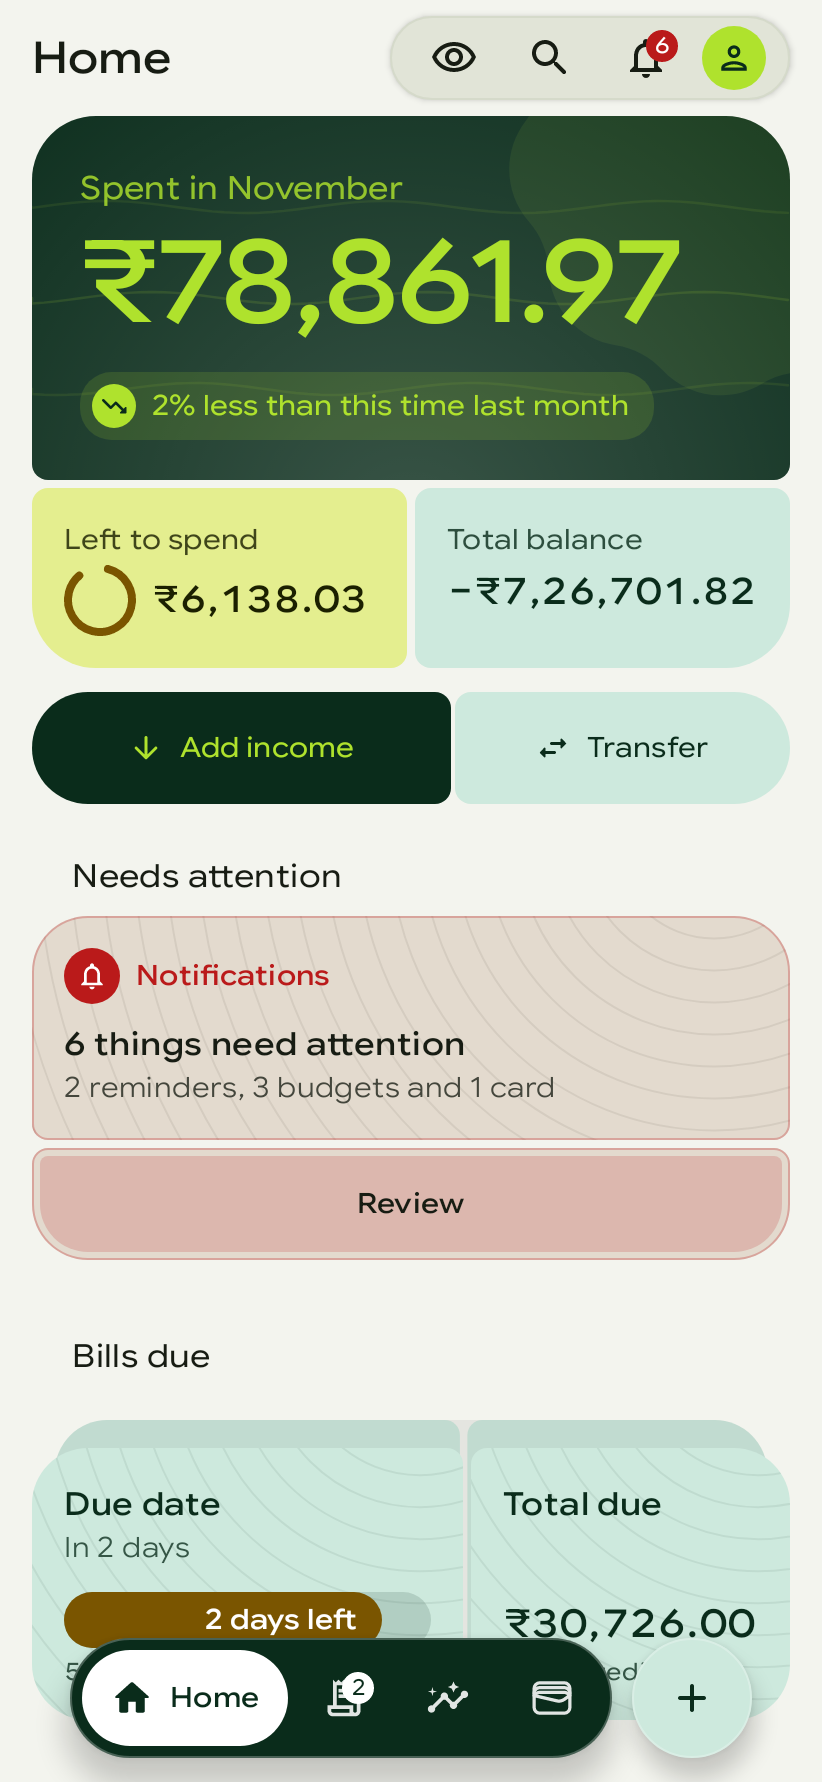 Home
6
Spent in November
₹78,861.97
2% less than this time last month
Left to spend
₹6,138.03
Total balance
−₹7,26,701.82
Add income
Transfer
Needs attention
Notifications
6 things need attention
2 reminders, 3 budgets and 1 card
Review
Bills due
Due date
In 2 days
2 days left
Total due
₹30,726.00
Home
2